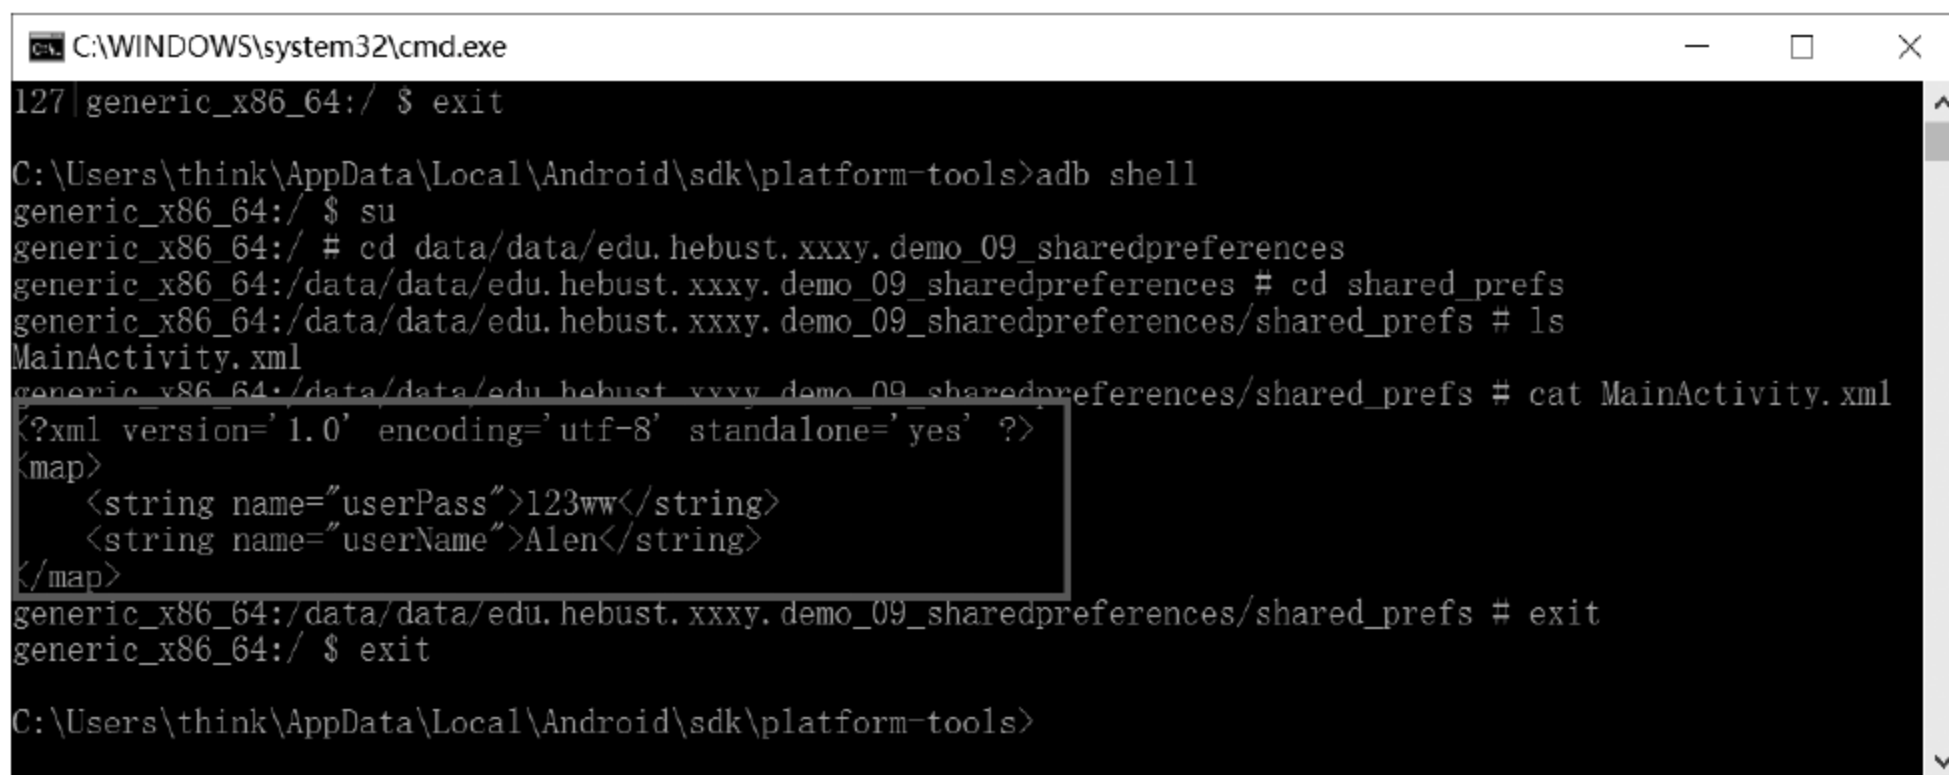 C:\WINDOWS\system32\cmd.exe
127|generic_x86_64:/ $ exit
C:\Users\think\AppData\Local\Android\sdk\platform-tools>adb shell
generic_x86_64:/ $ su
generic_x86_64:/ # cd data/data/edu.hebust.xxxy.demo_09_sharedpreferences
generic_x86_64:/data/data/edu.hebust.xxxy.demo_09_sharedpreferences # cd shared_prefs
generic_x86_64:/data/data/edu.hebust.xxxy.demo_09_sharedpreferences/shared_prefs # ls
MainActivity.xml
generic_x86_64:/data/data/edu.hebust.xxxy.demo_09_sharedpreferences/shared_prefs # cat MainActivity.xml
<?xml version='1.0' encoding='utf-8' standalone='yes' ?>
<map>
    <string name="userPass">123ww</string>
    <string name="userName">Alen</string>
</map>
generic_x86_64:/data/data/edu.hebust.xxxy.demo_09_sharedpreferences/shared_prefs # exit
generic_x86_64:/ $ exit
C:\Users\think\AppData\Local\Android\sdk\platform-tools>